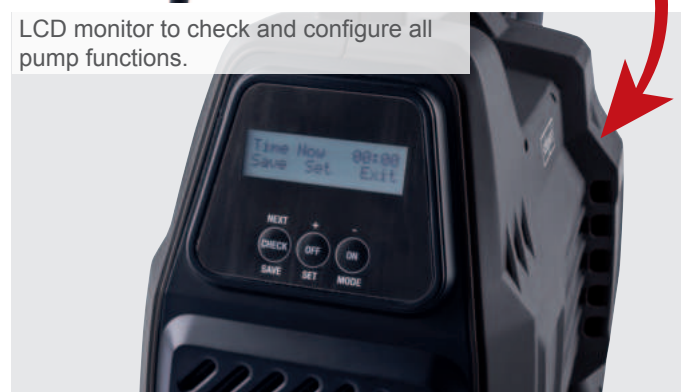 LCD monitor to check and configure all
pump functions.
Time Now 00:00
Save Set Exit
NEXT + -
CHECK OFF ON
SAVE SET MODE